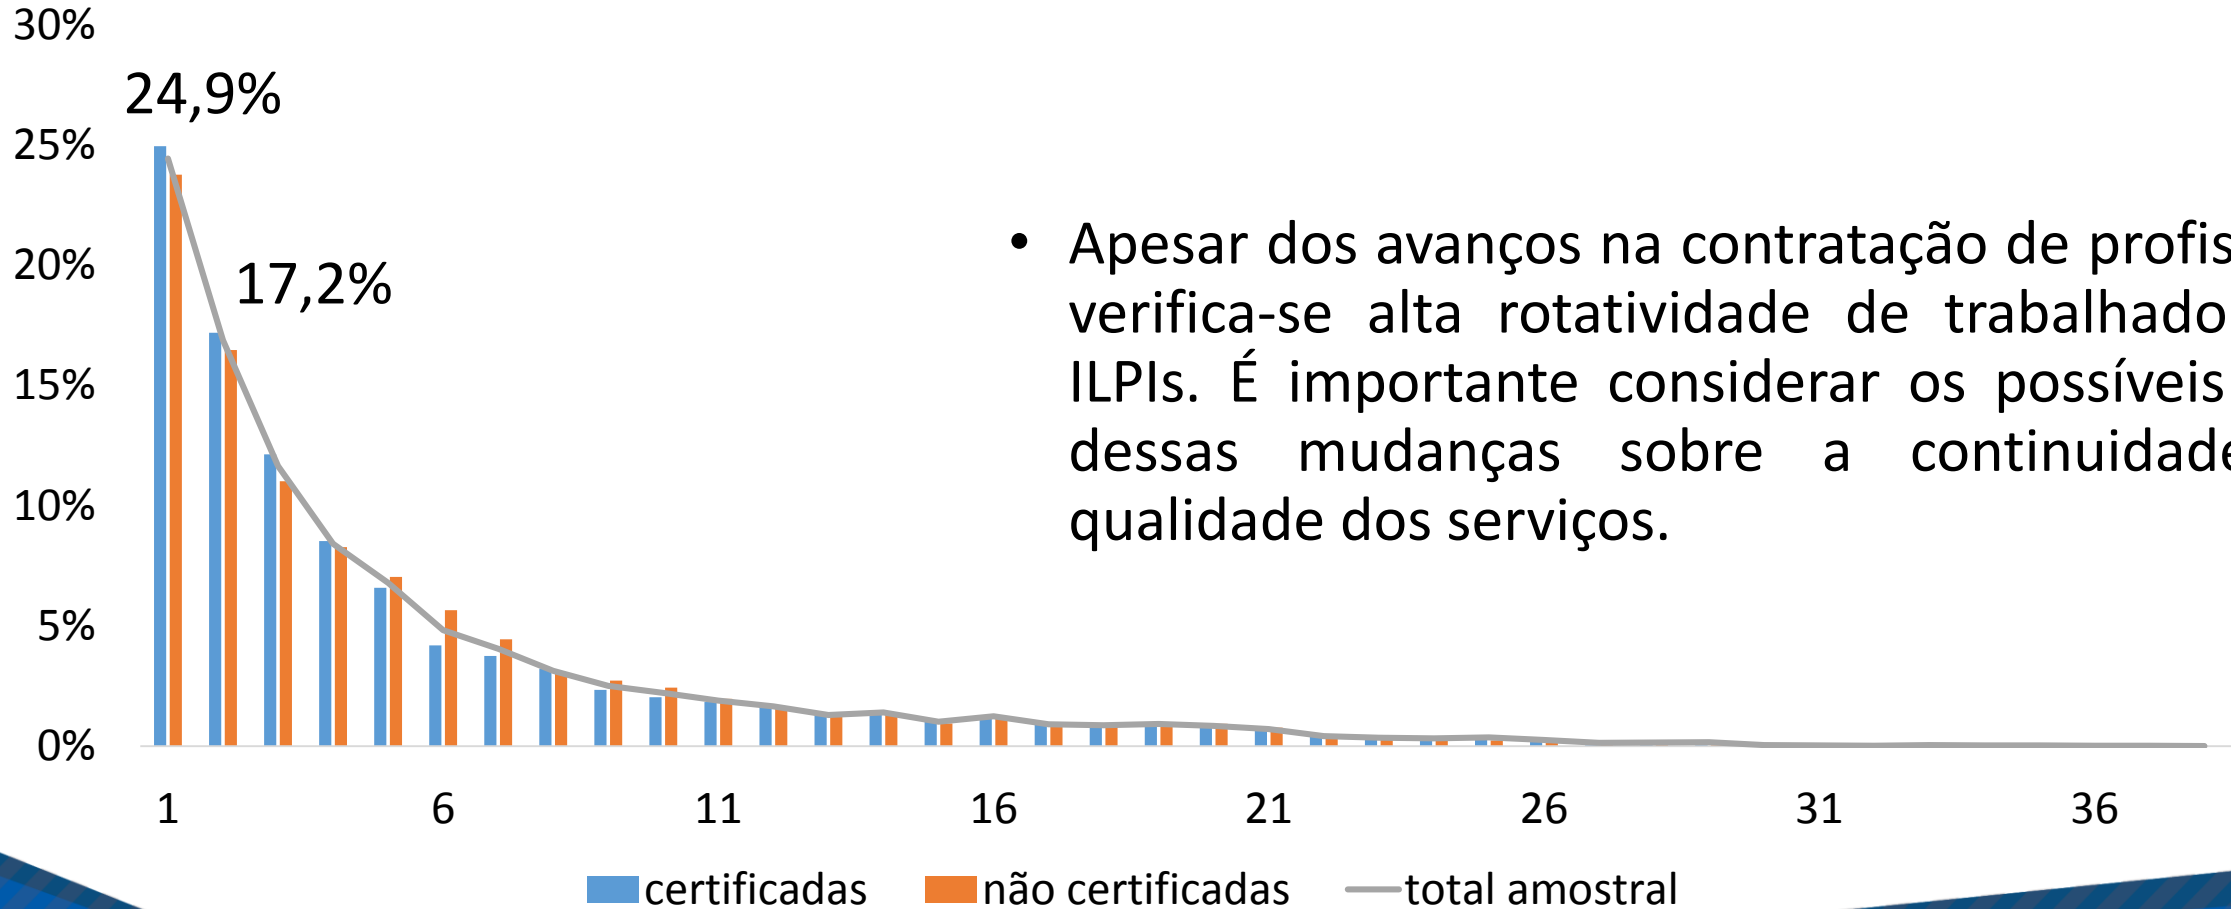 30%
24,9%
25%
20%
17,2%
15%
10%
5%
0%
• Apesar dos avanços na contratação de profis
verifica-se alta rotatividade de trabalhado
ILPIs. É importante considerar os possíveis
dessas mudanças sobre a continuidade
qualidade dos serviços.
1 6 11 16 21 26 31 36
certificadas não certificadas total amostral